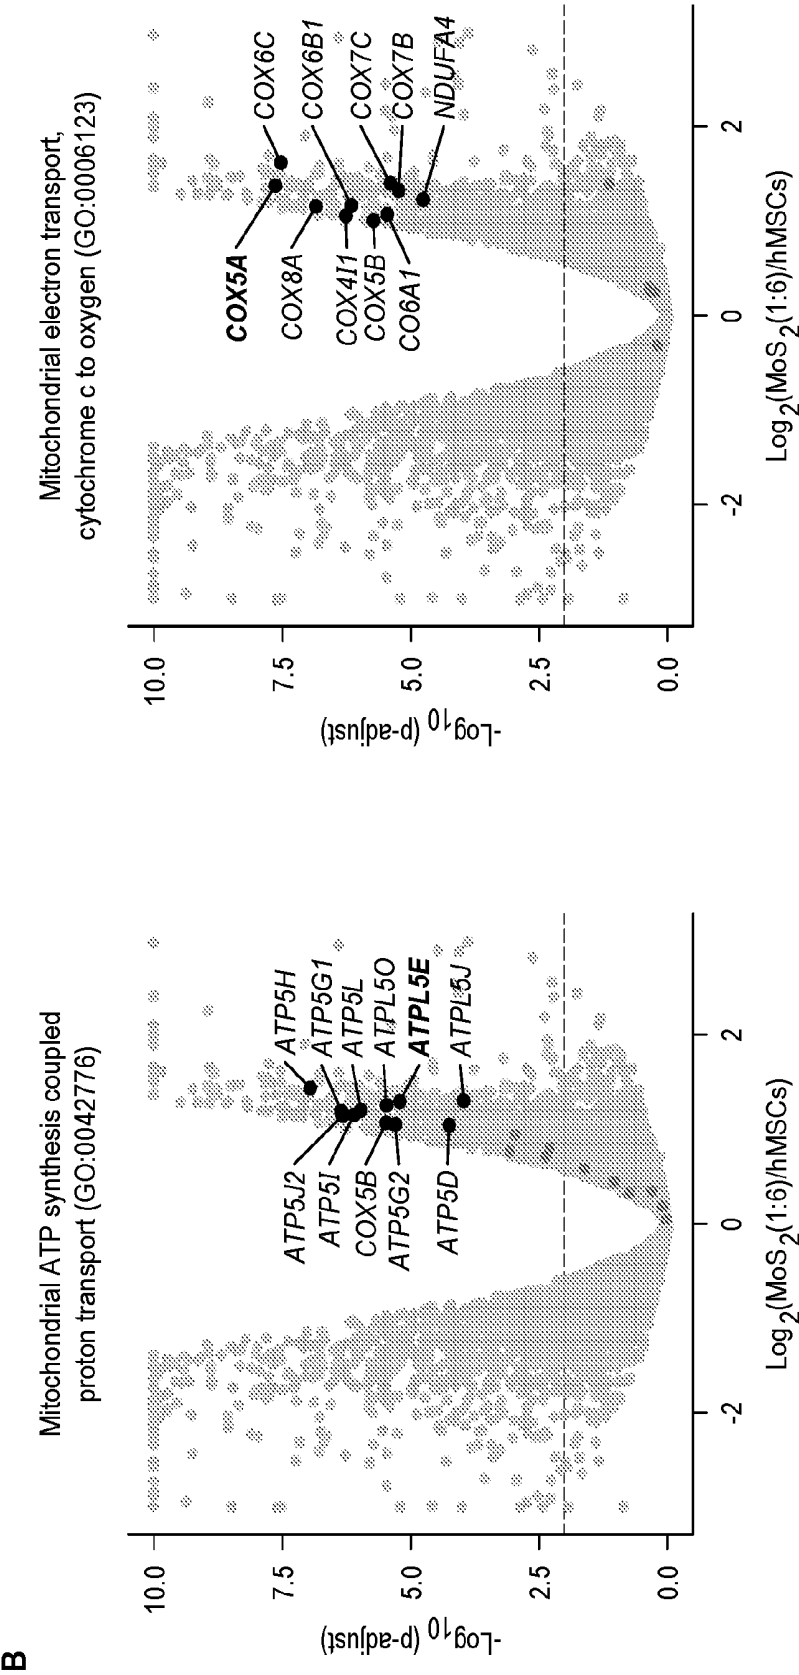 B
Mitochondrial ATP synthesis coupled
proton transport (GO:0042776)
-Log10 (p-adjust)
10.0
7.5
5.0
2.5
0.0
ATP5H
ATP5G1
ATP5L
ATPL5O
ATPL5E
ATPL5J
ATP5J2
ATP5I
COX5B
ATP5G2
ATP5D
-2
0
2
Log2(MoS2(1:6)/hMSCs)
Mitochondrial electron transport,
cytochrome c to oxygen (GO:0006123)
-Log10 (p-adjust)
10.0
7.5
5.0
2.5
0.0
COX6C
COX6B1
COX7C
COX7B
NDUFA4
COX5A
COX8A
COX4I1
COX5B
CO6A1
-2
0
2
Log2(MoS2(1:6)/hMSCs)